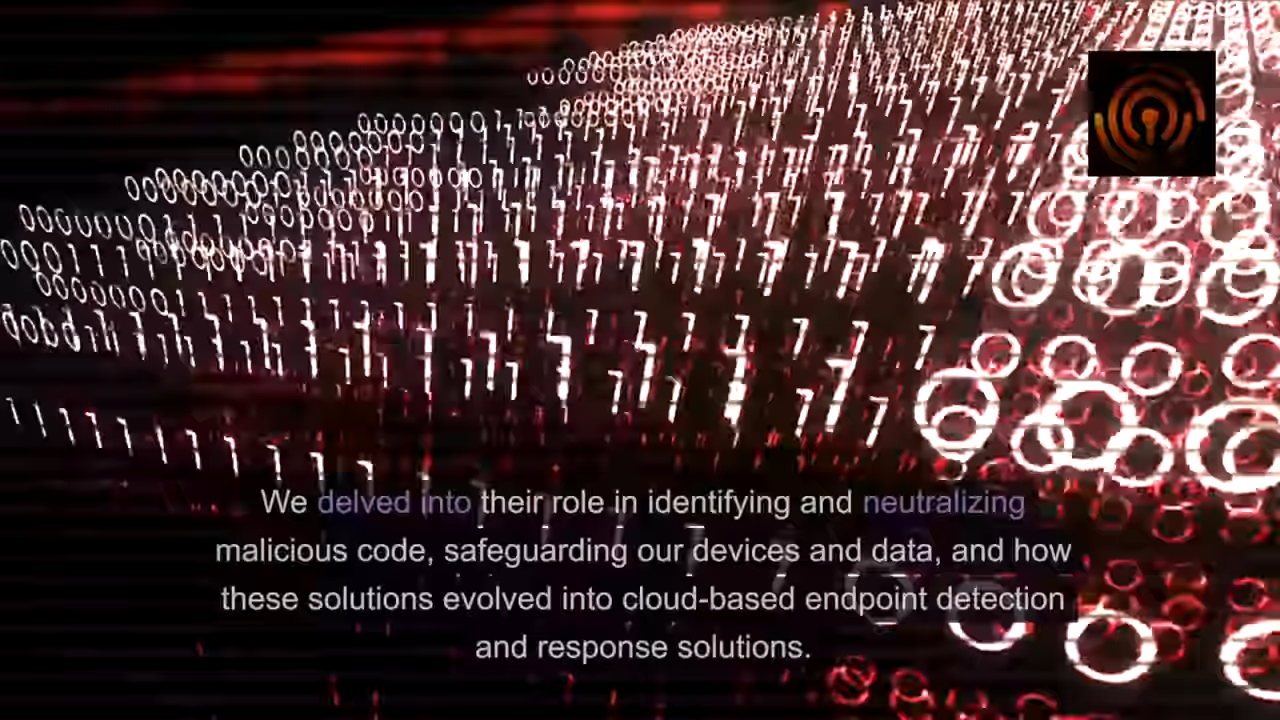 We delved into their role in identifying and neutralizing
malicious code, safeguarding our devices and data, and how
these solutions evolved into cloud-based endpoint detection
and response solutions.